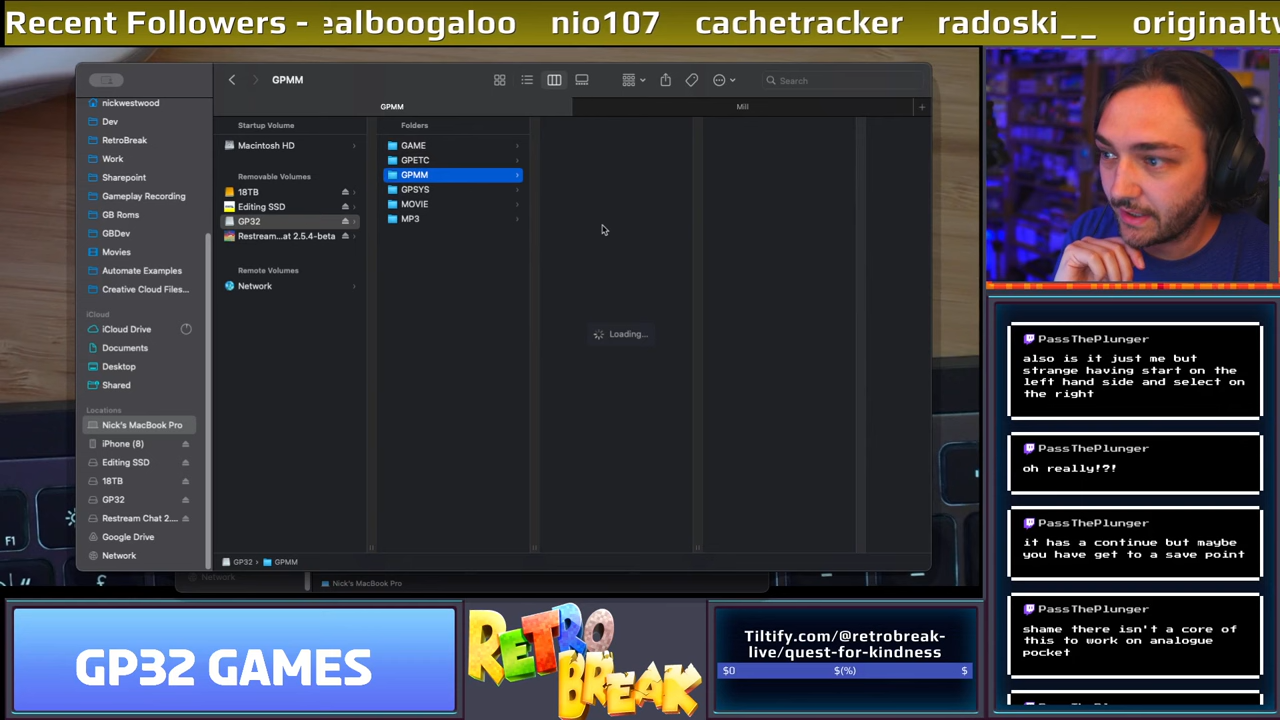 Recent Followers - ealboogaloo nio107 cachetracker radoski__ originaltw
GPMM
Search
GPMM
Mill
nickwestwood
Dev
RetroBreak
Work
Sharepoint
Gameplay Recording
GB Roms
GBDev
Movies
Automate Examples
Creative Cloud Files...
iCloud
iCloud Drive
Documents
Desktop
Shared
Locations
Nick's MacBook Pro
iPhone (8)
Editing SSD
18TB
GP32
Restream Chat 2....
Google Drive
Network
Startup Volume
Macintosh HD
Removable Volumes
18TB
Editing SSD
GP32
Restream...at 2.5.4-beta
Remote Volumes
Network
Folders
GAME
GPETC
GPMM
GPSYS
MOVIE
MP3
Loading...
GP32 › GPMM
Network
Nick's MacBook Pro
F1
PassThePlunger
also is it just me but
strange having start on the
left hand side and select on
the right
PassThePlunger
oh really!?!
PassThePlunger
it has a continue but maybe
you have get to a save point
PassThePlunger
shame there isn't a core of
this to work on analogue
pocket
GP32 GAMES
RETRO
BREAK
Tiltify.com/@retrobreak-
live/quest-for-kindness
$0 $(%) $